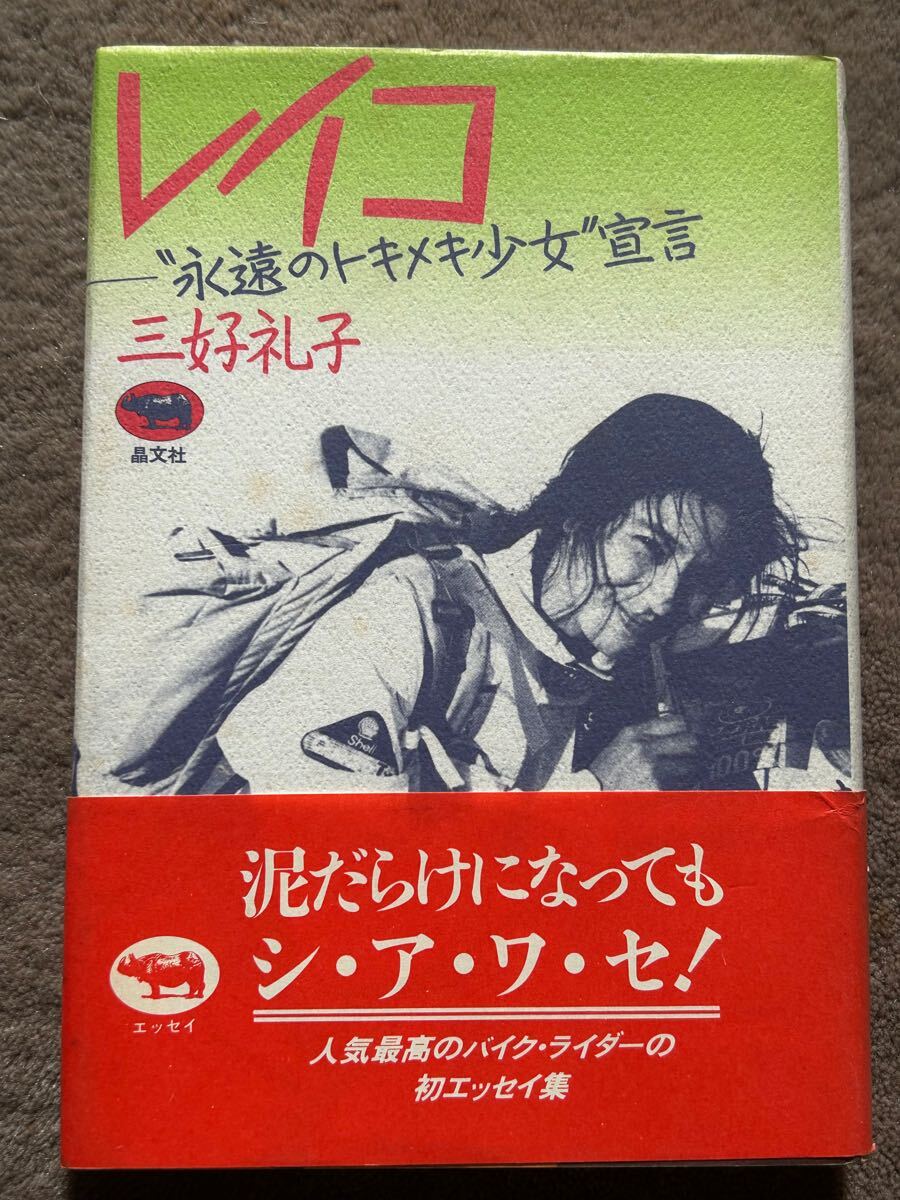 レイコ
―“永遠のトキメキ少女”宣言
三好礼子
晶文社
Shell
泥だらけになっても
シ・ア・ワ・セ!
エッセイ
人気最高のバイク・ライダーの
初エッセイ集